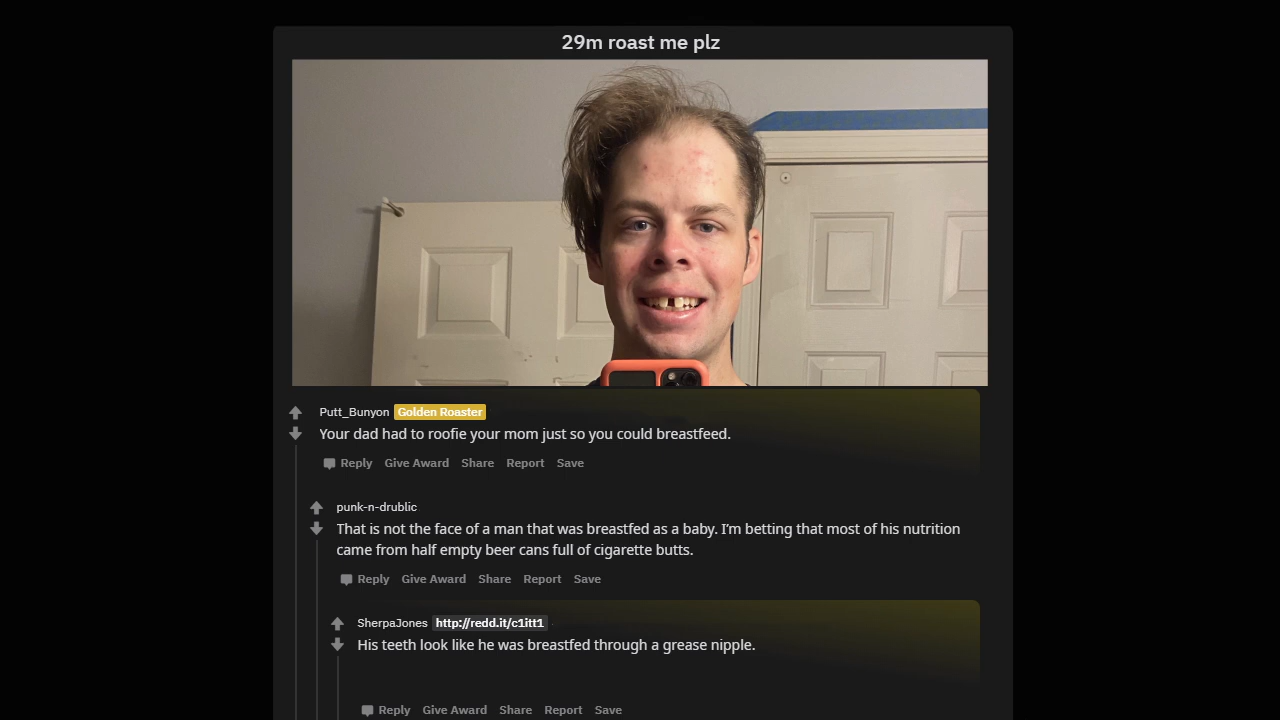 29m roast me plz
Putt_Bunyon Golden Roaster
Your dad had to roofie your mom just so you could breastfeed.
Reply Give Award Share Report Save
punk-n-drublic
That is not the face of a man that was breastfed as a baby. I’m betting that most of his nutrition
came from half empty beer cans full of cigarette butts.
Reply Give Award Share Report Save
SherpaJones http://redd.it/c1itt1
His teeth look like he was breastfed through a grease nipple.
Reply Give Award Share Report Save